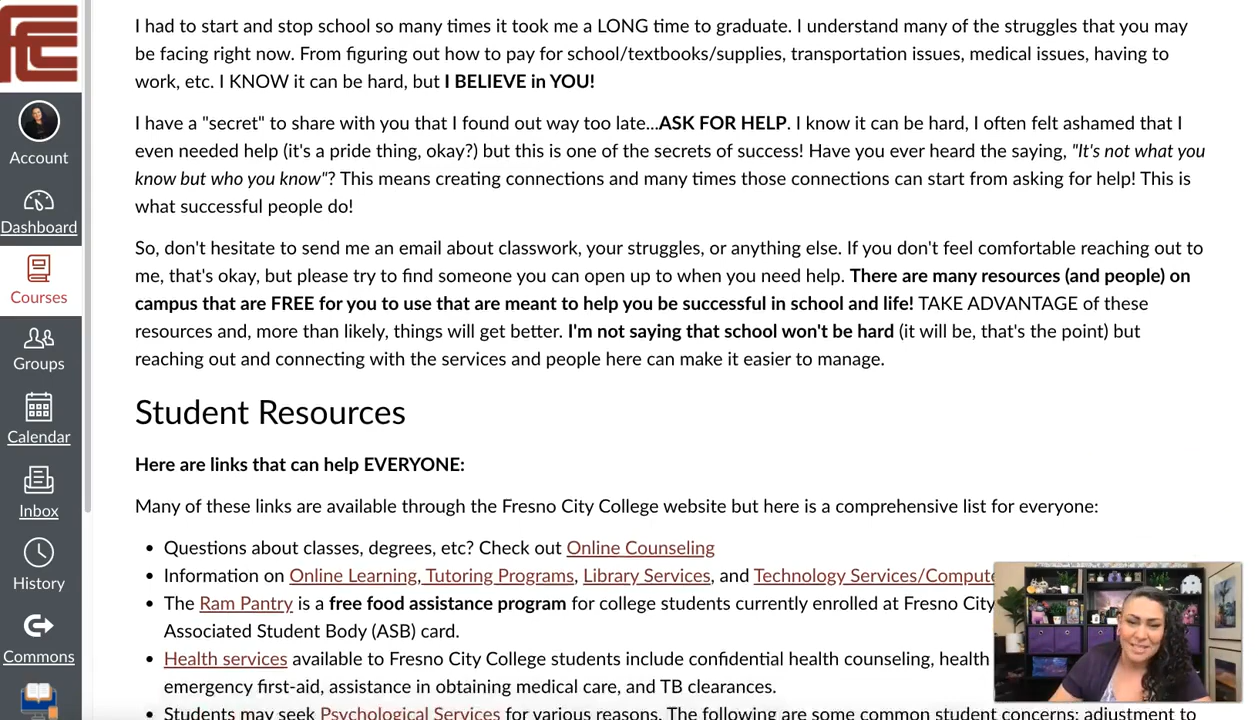 I had to start and stop school so many times it took me a LONG time to graduate. I understand many of the struggles that you may
be facing right now. From figuring out how to pay for school/textbooks/supplies, transportation issues, medical issues, having to
work, etc. I KNOW it can be hard, but I BELIEVE in YOU!
I have a "secret" to share with you that I found out way too late...ASK FOR HELP. I know it can be hard, I often felt ashamed that I
even needed help (it's a pride thing, okay?) but this is one of the secrets of success! Have you ever heard the saying, "It's not what you
know but who you know"? This means creating connections and many times those connections can start from asking for help! This is
what successful people do!
So, don't hesitate to send me an email about classwork, your struggles, or anything else. If you don't feel comfortable reaching out to
me, that's okay, but please try to find someone you can open up to when you need help. There are many resources (and people) on
campus that are FREE for you to use that are meant to help you be successful in school and life! TAKE ADVANTAGE of these
resources and, more than likely, things will get better. I'm not saying that school won't be hard (it will be, that's the point) but
reaching out and connecting with the services and people here can make it easier to manage.
Student Resources
Here are links that can help EVERYONE:
Many of these links are available through the Fresno City College website but here is a comprehensive list for everyone:
• Questions about classes, degrees, etc? Check out Online Counseling
• Information on Online Learning, Tutoring Programs, Library Services, and Technology Services/Compute
• The Ram Pantry is a free food assistance program for college students currently enrolled at Fresno City
Associated Student Body (ASB) card.
• Health services available to Fresno City College students include confidential health counseling, health
emergency first-aid, assistance in obtaining medical care, and TB clearances.
• Students may seek Psychological Services for various reasons. The following are some common student concerns: adjustment to
FCC
Account
Dashboard
Courses
Groups
Calendar
Inbox
History
Commons